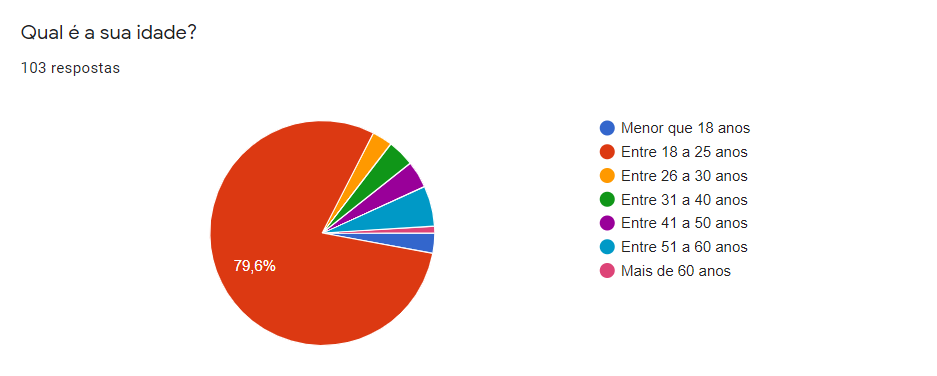 Qual é a sua idade?
103 respostas
Menor que 18 anos
Entre 18 a 25 anos
Entre 26 a 30 anos
Entre 31 a 40 anos
Entre 41 a 50 anos
Entre 51 a 60 anos
Mais de 60 anos
79,6%